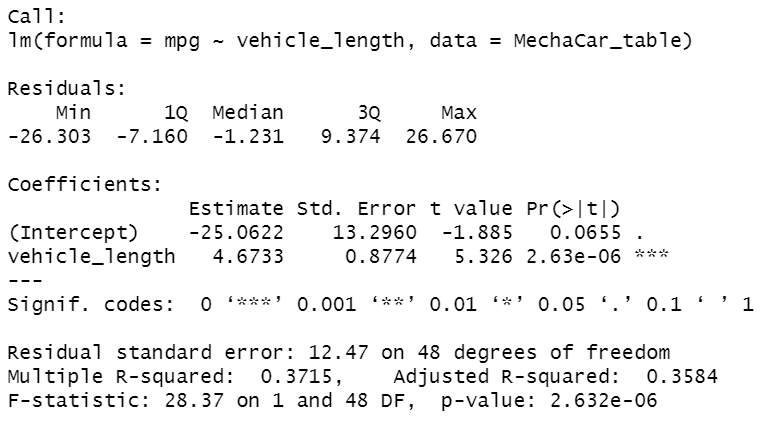 Call:
lm(formula = mpg ~ vehicle_length, data = MechaCar_table)
Residuals:
    Min      1Q  Median      3Q     Max
-26.303  -7.160  -1.231   9.374  26.670
Coefficients:
               Estimate Std. Error t value Pr(>|t|)
(Intercept)    -25.0622    13.2960  -1.885   0.0655 .
vehicle_length   4.6733     0.8774   5.326 2.63e-06 ***
---
Signif. codes:  0 ‘***’ 0.001 ‘**’ 0.01 ‘*’ 0.05 ‘.’ 0.1 ‘ ’ 1
Residual standard error: 12.47 on 48 degrees of freedom
Multiple R-squared:  0.3715,    Adjusted R-squared:  0.3584
F-statistic: 28.37 on 1 and 48 DF,  p-value: 2.632e-06